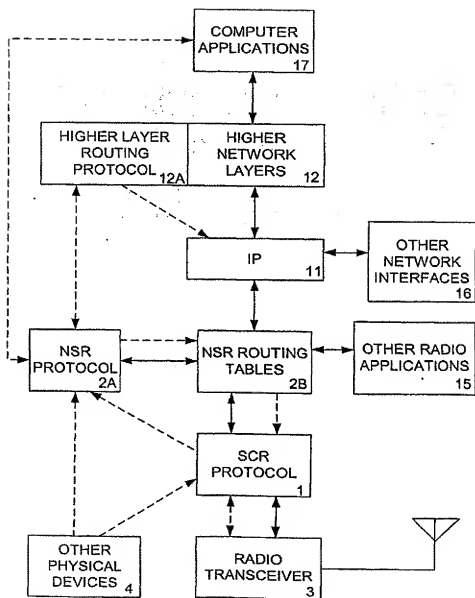 COMPUTER
APPLICATIONS
17
HIGHER LAYER
ROUTING
PROTOCOL
12A
HIGHER
NETWORK
LAYERS
12
IP
11
OTHER
NETWORK
INTERFACES
16
NSR
PROTOCOL
2A
NSR ROUTING
TABLES
2B
OTHER RADIO
APPLICATIONS
15
SCR
PROTOCOL
1
OTHER
PHYSICAL
DEVICES
4
RADIO
TRANSCEIVER
3